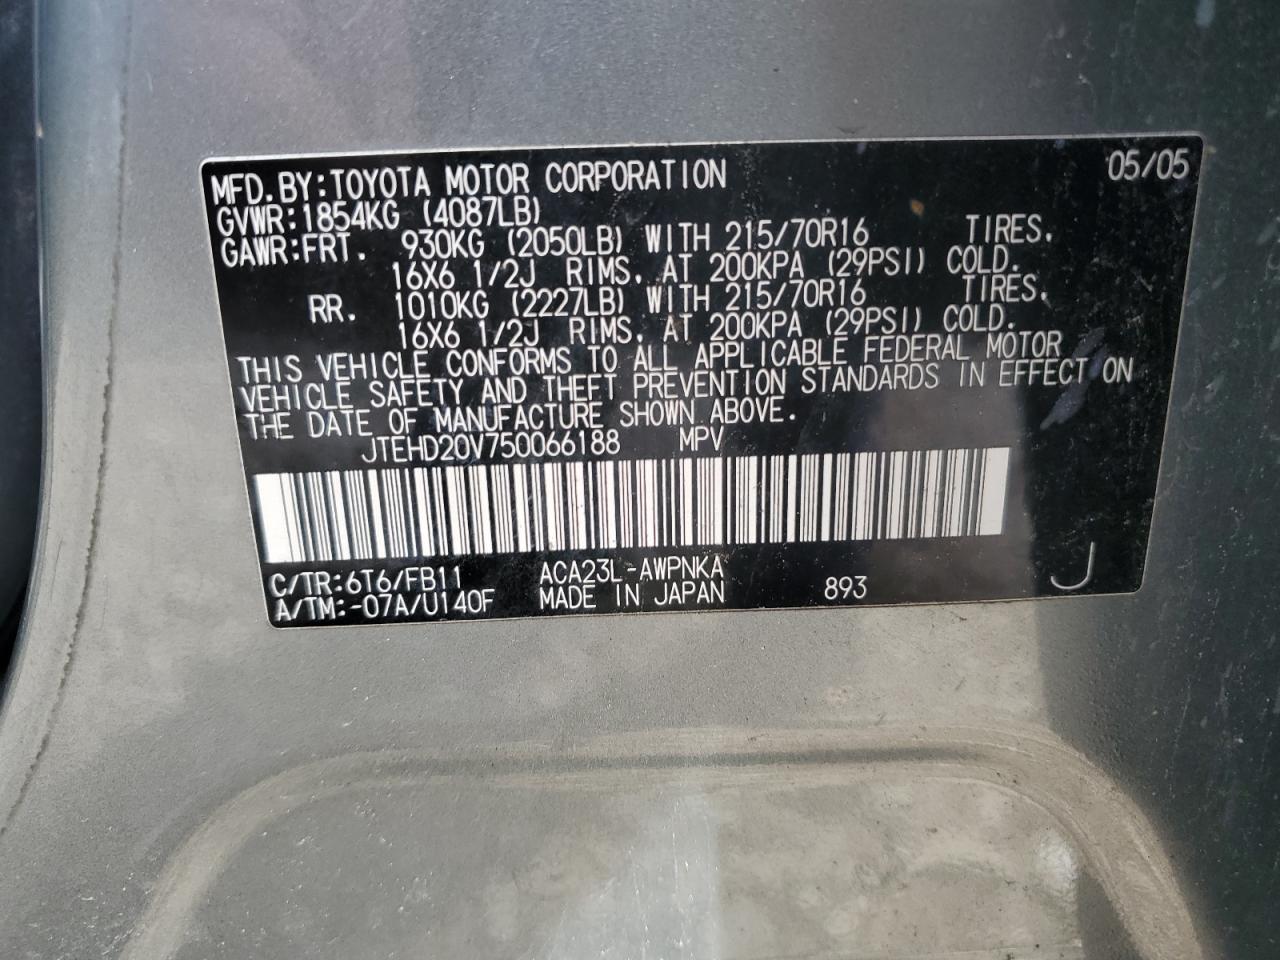 MFD.BY:TOYOTA MOTOR CORPORATION 05/05
GVWR:1854KG (4087LB)
GAWR:FRT. 930KG (2050LB) WITH 215/70R16 TIRES,
16X6 1/2J RIMS, AT 200KPA (29PSI) COLD.
RR. 1010KG (2227LB) WITH 215/70R16 TIRES,
16X6 1/2J RIMS, AT 200KPA (29PSI) COLD.
THIS VEHICLE CONFORMS TO ALL APPLICABLE FEDERAL MOTOR
VEHICLE SAFETY AND THEFT PREVENTION STANDARDS IN EFFECT ON
THE DATE OF MANUFACTURE SHOWN ABOVE.
JTEHD20V750066188 MPV
C/TR:6T6/FB11 ACA23L-AWPNKA
A/TM:-07A/U140F MADE IN JAPAN 893 J